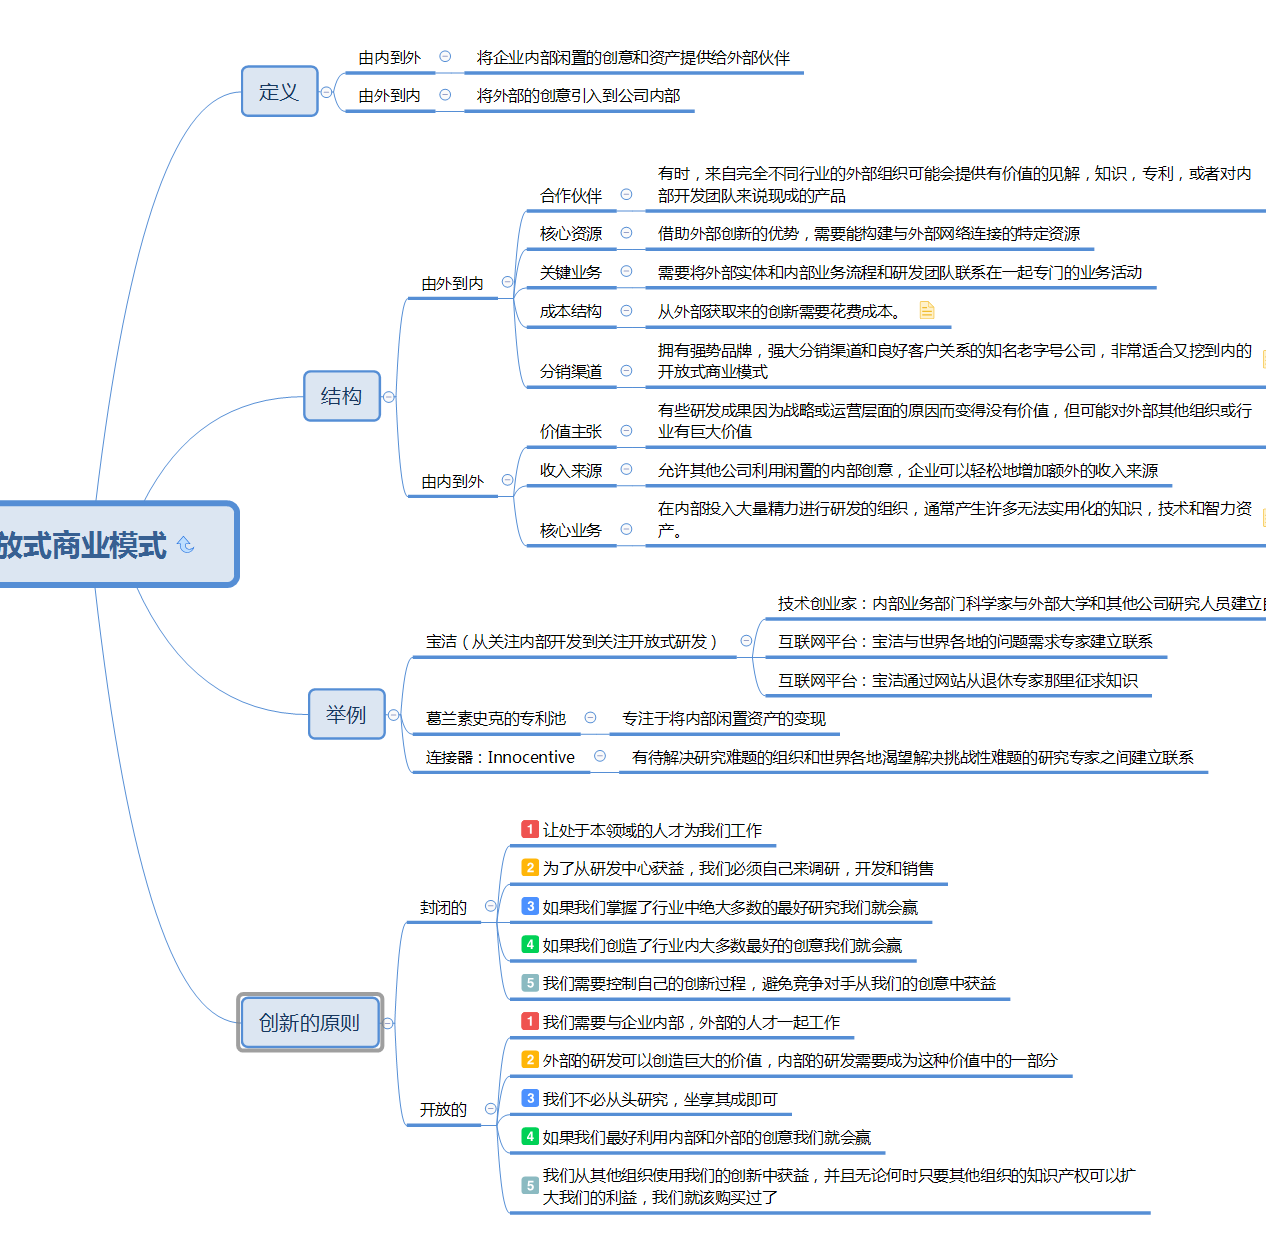 定义
由内到外
将企业内部闲置的创意和资产提供给外部伙伴
由外到内
将外部的创意引入到公司内部
结构
由外到内
合作伙伴
有时，来自完全不同行业的外部组织可能会提供有价值的见解，知识，专利，或者对内
部开发团队来说现成的产品
核心资源
借助外部创新的优势，需要能构建与外部网络连接的特定资源
关键业务
需要将外部实体和内部业务流程和研发团队联系在一起专门的业务活动
成本结构
从外部获取来的创新需要花费成本。
分销渠道
拥有强势品牌，强大分销渠道和良好客户关系的知名老字号公司，非常适合又挖到内的
开放式商业模式
由内到外
价值主张
有些研发成果因为战略或运营层面的原因而变得没有价值，但可能对外部其他组织或行
业有巨大价值
收入来源
允许其他公司利用闲置的内部创意，企业可以轻松地增加额外的收入来源
核心业务
在内部投入大量精力进行研发的组织，通常产生许多无法实用化的知识，技术和智力资
产。
放式商业模式
举例
宝洁（从关注内部开发到关注开放式研发）
技术创业家：内部业务部门科学家与外部大学和其他公司研究人员建立
互联网平台：宝洁与世界各地的问题需求专家建立联系
互联网平台：宝洁通过网站从退休专家那里征求知识
葛兰素史克的专利池
专注于将内部闲置资产的变现
连接器：Innocentive
有待解决研究难题的组织和世界各地渴望解决挑战性难题的研究专家之间建立联系
创新的原则
封闭的
1 让处于本领域的人才为我们工作
2 为了从研发中心获益，我们必须自己来调研，开发和销售
3 如果我们掌握了行业中绝大多数的最好研究我们就会赢
4 如果我们创造了行业内大多数最好的创意我们就会赢
5 我们需要控制自己的创新过程，避免竞争对手从我们的创意中获益
开放的
1 我们需要与企业内部，外部的人才一起工作
2 外部的研发可以创造巨大的价值，内部的研发需要成为这种价值中的一部分
3 我们不必从头研究，坐享其成即可
4 如果我们最好利用内部和外部的创意我们就会赢
5 我们从其他组织使用我们的创新中获益，并且无论何时只要其他组织的知识产权可以扩
大我们的利益，我们就该购买过了